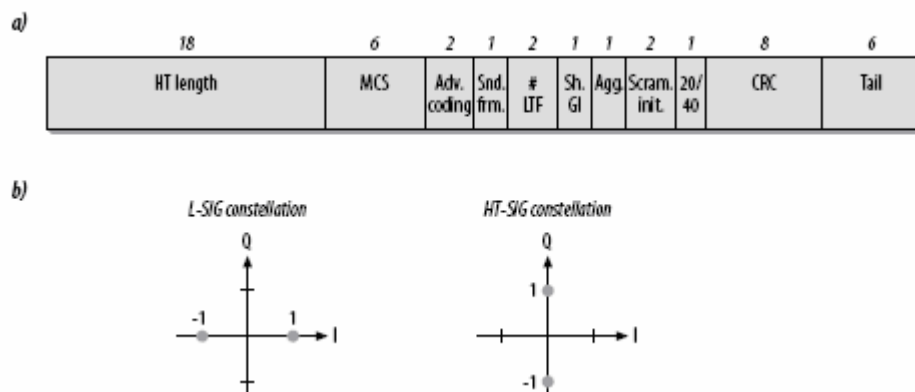 a)
18 6 2 1 2 1 1 2 1 8 6
HT length MCS Adv. coding Snd. frm. # LTF Sh. GI Agg. Scram. init. 20/40 CRC Tail
b)
L-SIG constellation HT-SIG constellation
Q Q
1
-1 1 I I
-1